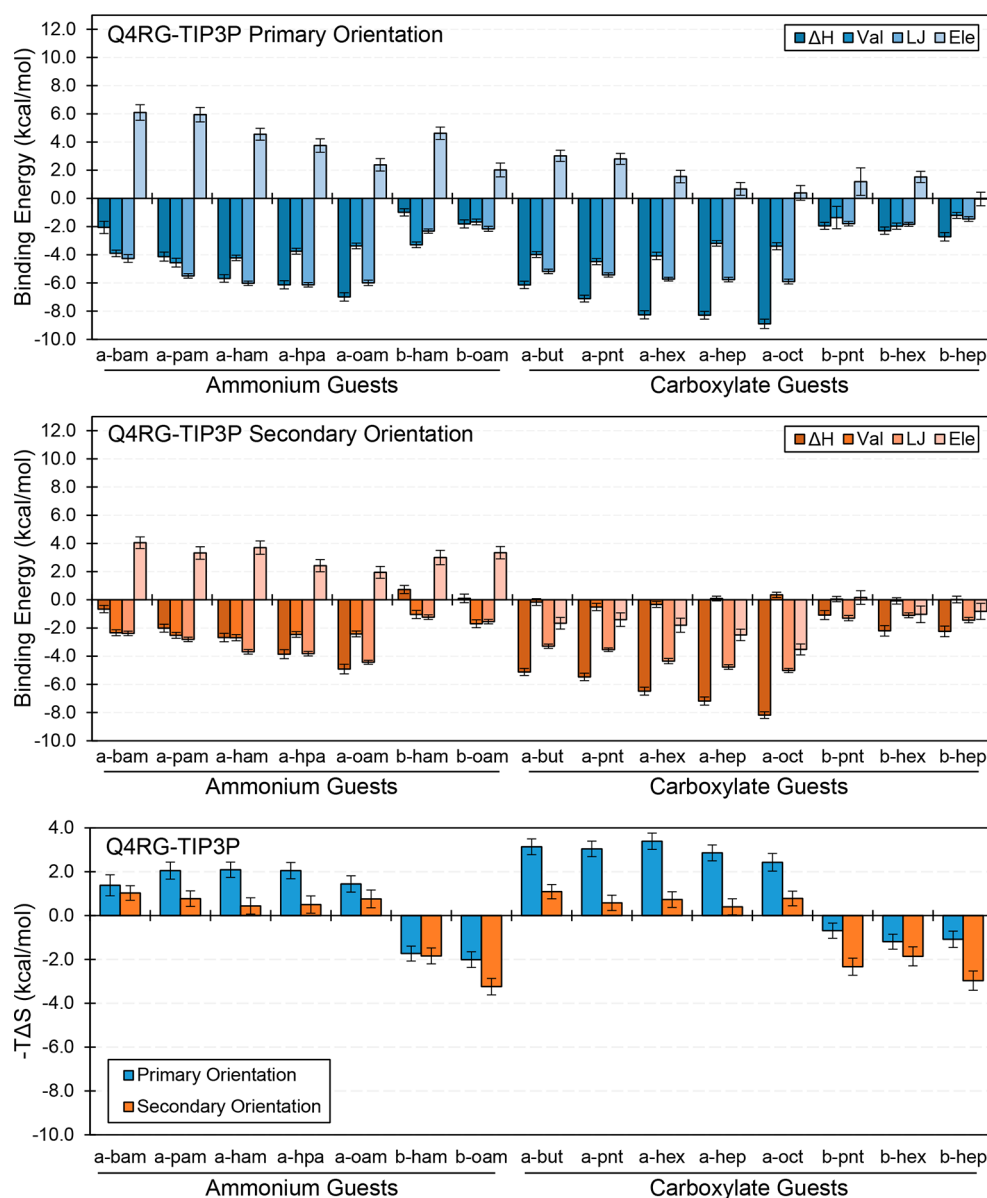 Q4RG-TIP3P Primary Orientation
ΔH Val LJ Ele
Binding Energy (kcal/mol)
12.0
10.0
8.0
6.0
4.0
2.0
0.0
-2.0
-4.0
-6.0
-8.0
-10.0
a-bam a-pam a-ham a-hpa a-oam b-ham b-oam a-but a-pnt a-hex a-hep a-oct b-pnt b-hex b-hep
Ammonium Guests Carboxylate Guests
Q4RG-TIP3P Secondary Orientation
ΔH Val LJ Ele
Binding Energy (kcal/mol)
12.0
10.0
8.0
6.0
4.0
2.0
0.0
-2.0
-4.0
-6.0
-8.0
-10.0
a-bam a-pam a-ham a-hpa a-oam b-ham b-oam a-but a-pnt a-hex a-hep a-oct b-pnt b-hex b-hep
Ammonium Guests Carboxylate Guests
Q4RG-TIP3P
-TΔS (kcal/mol)
4.0
2.0
0.0
-2.0
-4.0
-6.0
-8.0
-10.0
Primary Orientation
Secondary Orientation
a-bam a-pam a-ham a-hpa a-oam b-ham b-oam a-but a-pnt a-hex a-hep a-oct b-pnt b-hex b-hep
Ammonium Guests Carboxylate Guests